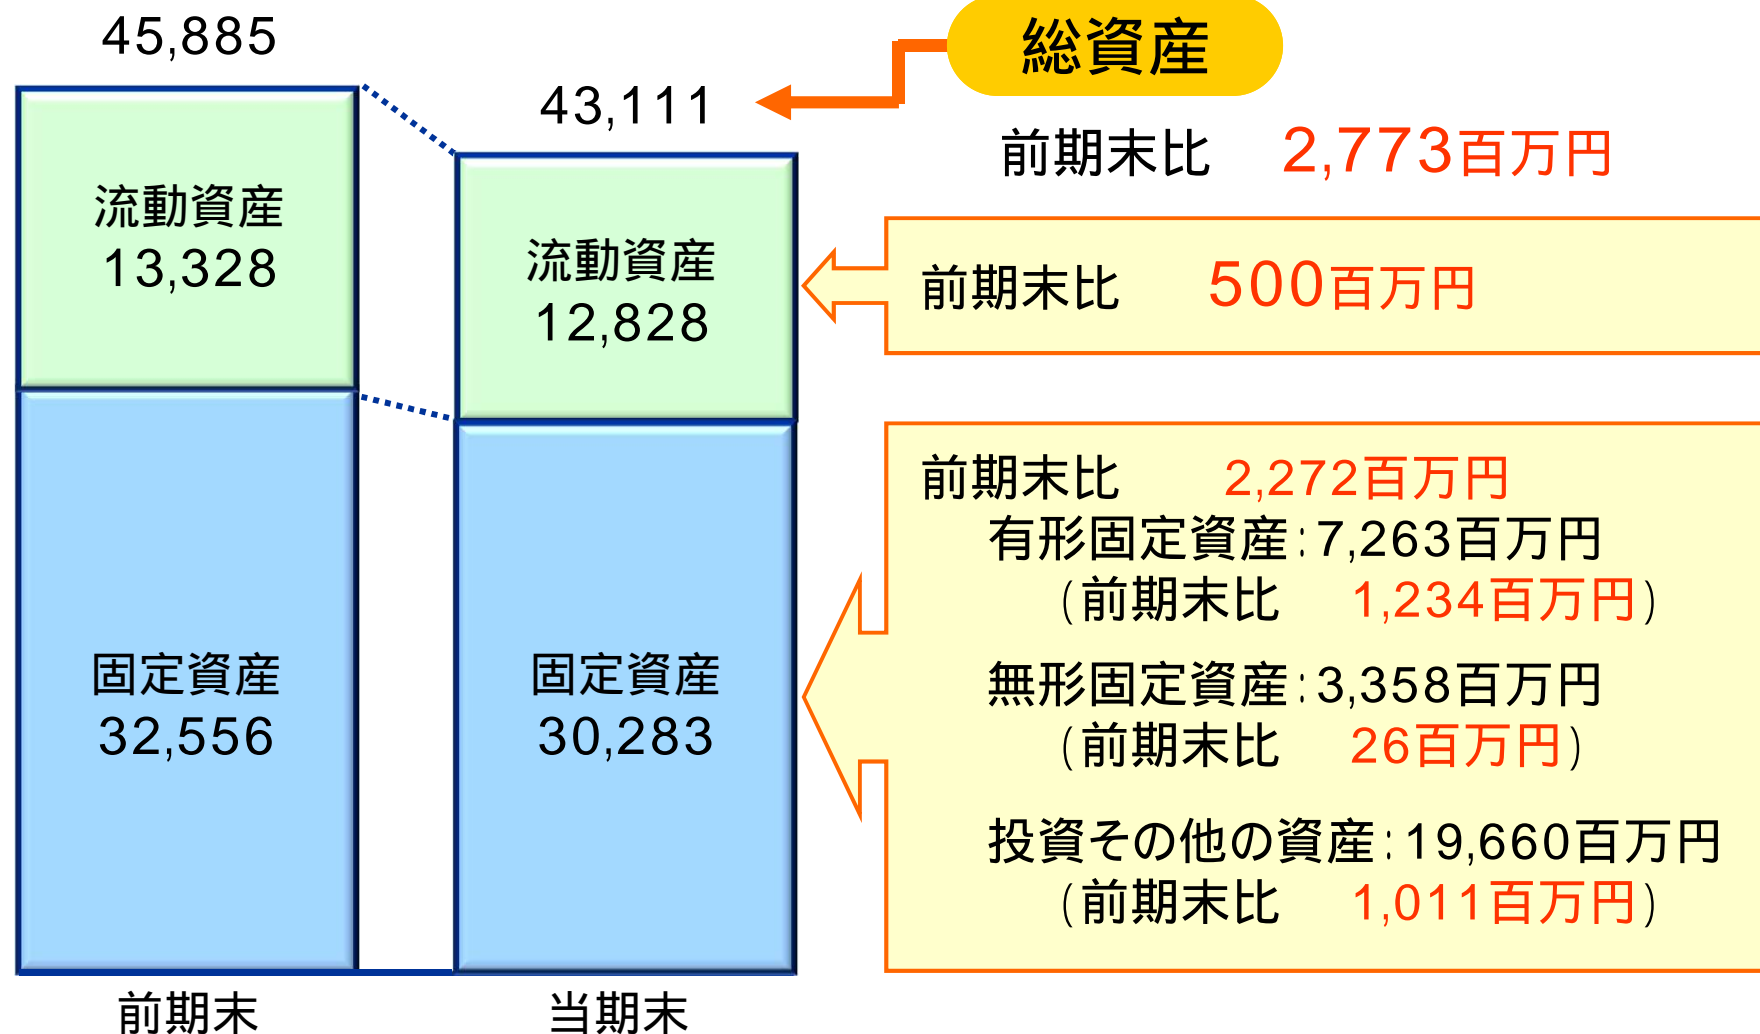 45,885
流動資産
13,328
固定資産
32,556
前期末
43,111
流動資産
12,828
固定資産
30,283
当期末
総資産
前期末比 2,773百万円
前期末比 500百万円
前期末比 2,272百万円
有形固定資産:7,263百万円
(前期末比 1,234百万円)
無形固定資産:3,358百万円
(前期末比 26百万円)
投資その他の資産:19,660百万円
(前期末比 1,011百万円)